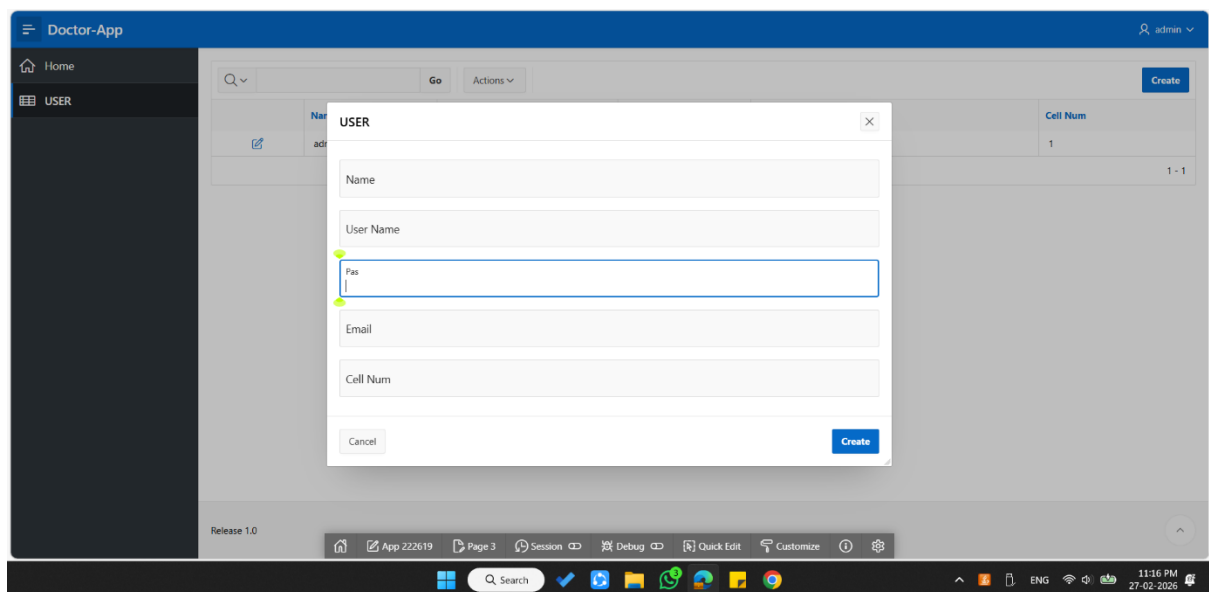 Doctor-App
admin
Home
USER
Go
Actions
Create
Cell Num
1
1 - 1
USER
Name
User Name
Pas
Email
Cell Num
Cancel
Create
Release 1.0
App 222619
Page 3
Session
Debug
Quick Edit
Customize
Search
3
ENG
11:16 PM
27-02-2026